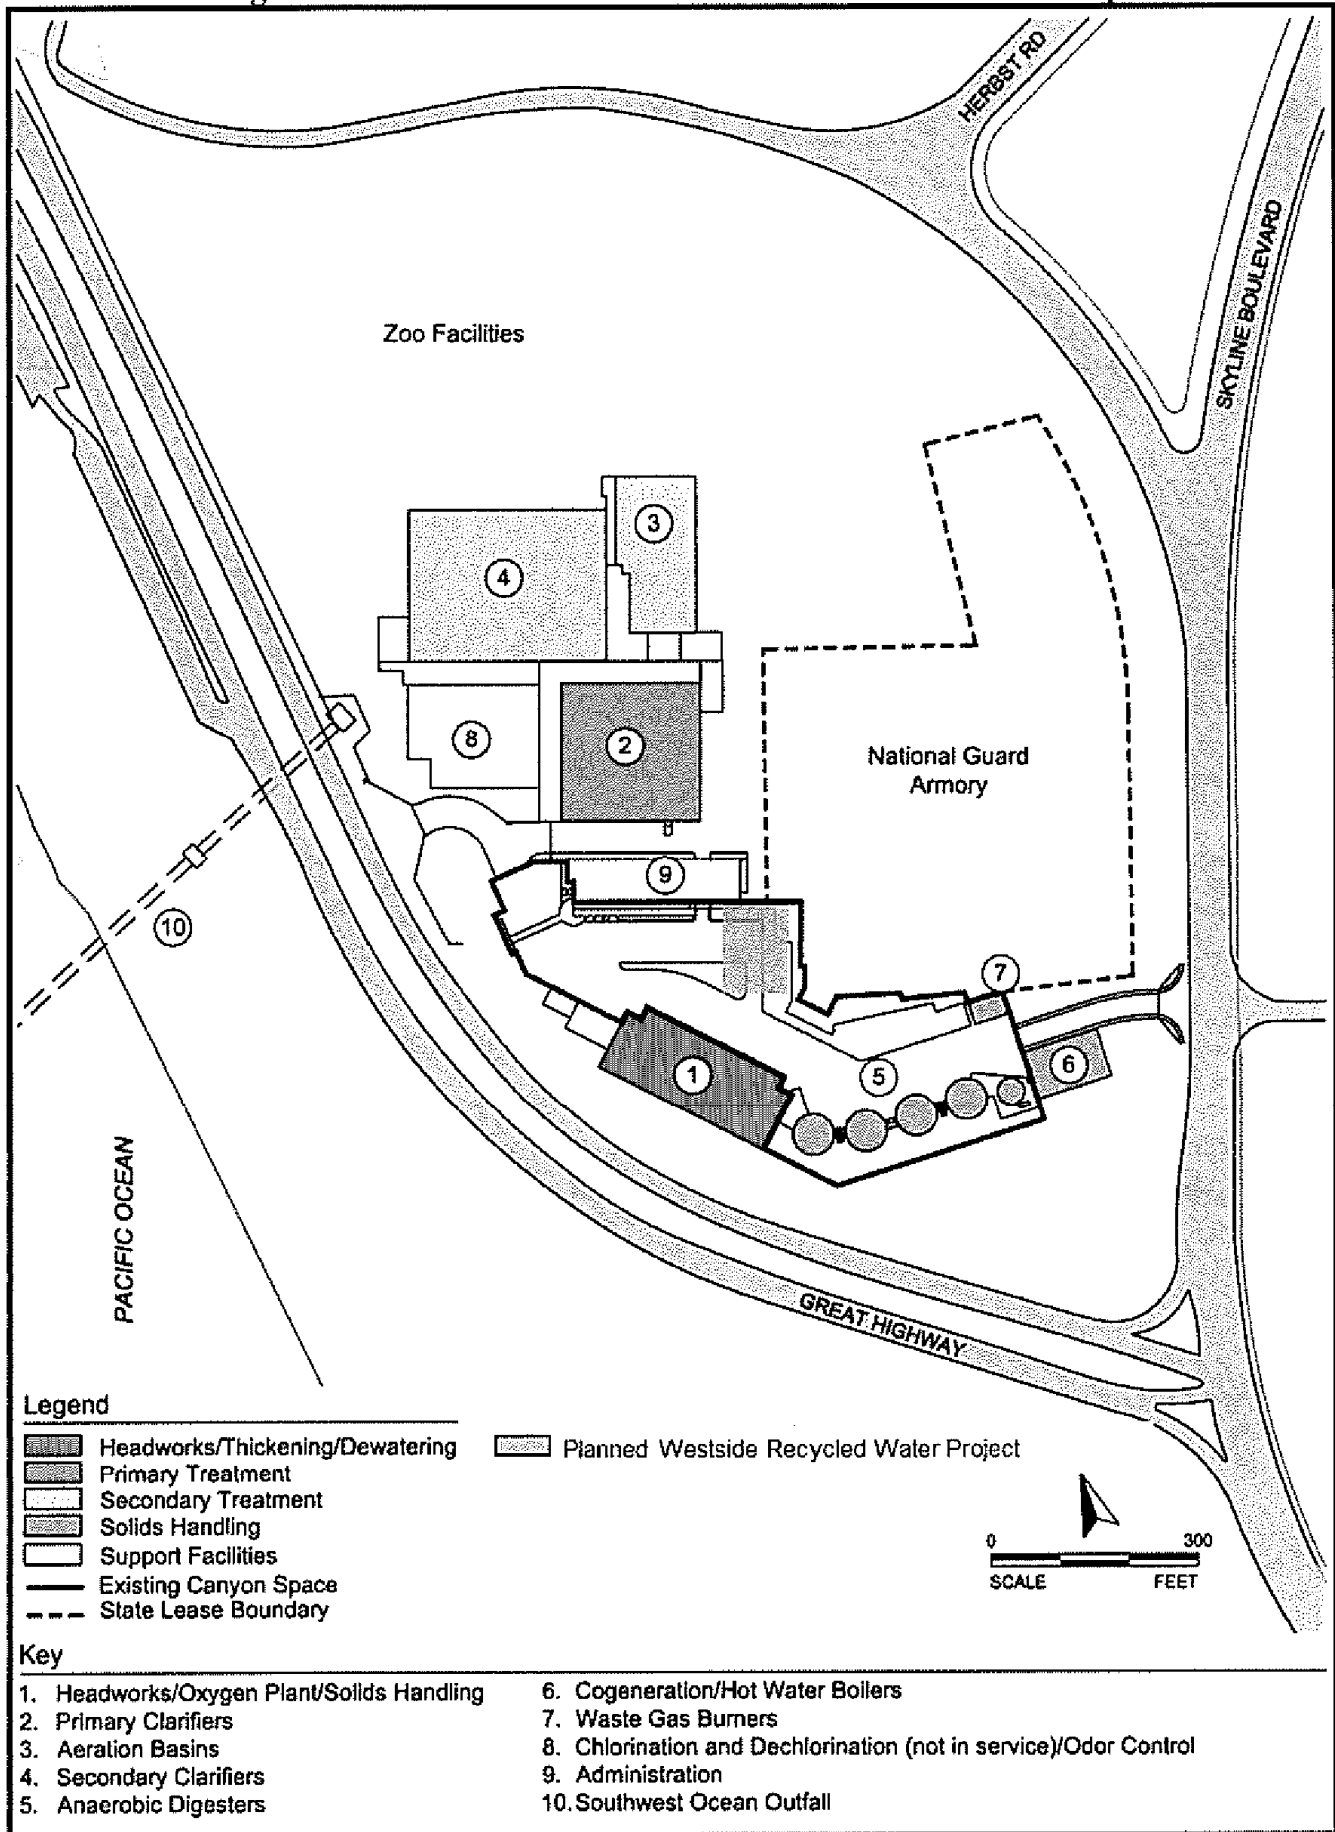 HERBST RD
SKYLINE BOULEVARD
Zoo Facilities
3
4
8
2
National Guard
Armory
9
10
7
1
5
6
PACIFIC OCEAN
GREAT HIGHWAY
Legend
Headworks/Thickening/Dewatering
Planned Westside Recycled Water Project
Primary Treatment
Secondary Treatment
Solids Handling
Support Facilities
Existing Canyon Space
State Lease Boundary
0 300
SCALE FEET
Key
1. Headworks/Oxygen Plant/Solids Handling
2. Primary Clarifiers
3. Aeration Basins
4. Secondary Clarifiers
5. Anaerobic Digesters
6. Cogeneration/Hot Water Boilers
7. Waste Gas Burners
8. Chlorination and Dechlorination (not in service)/Odor Control
9. Administration
10. Southwest Ocean Outfall